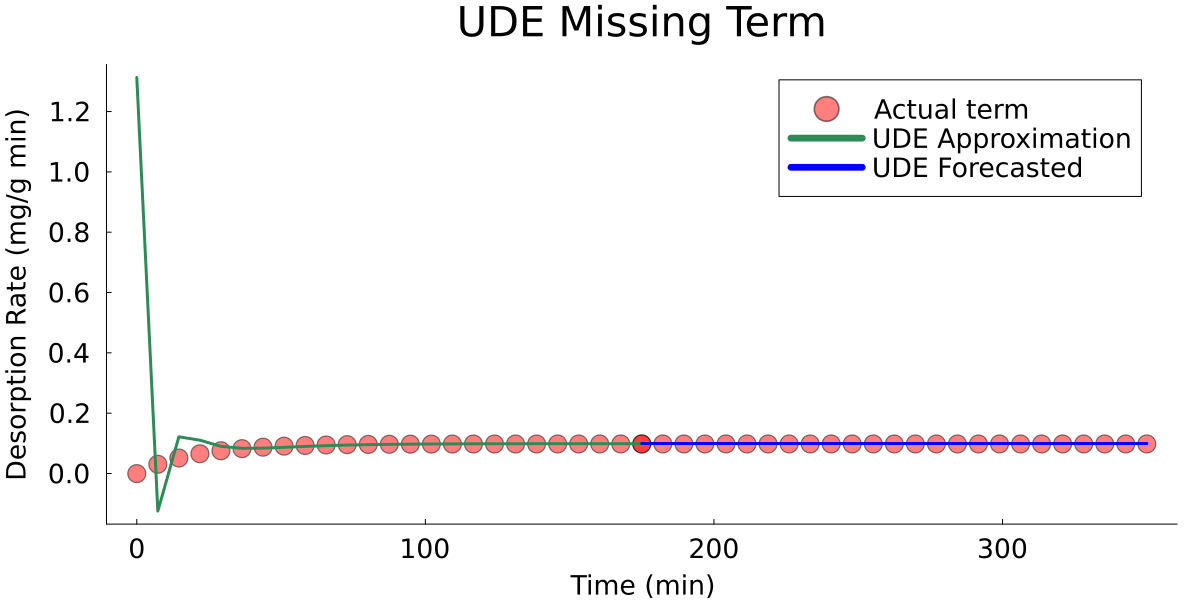 UDE Missing Term
Actual term
UDE Approximation
UDE Forecasted
Desorption Rate (mg/g min)
1.2
1.0
0.8
0.6
0.4
0.2
0.0
0 100 200 300
Time (min)